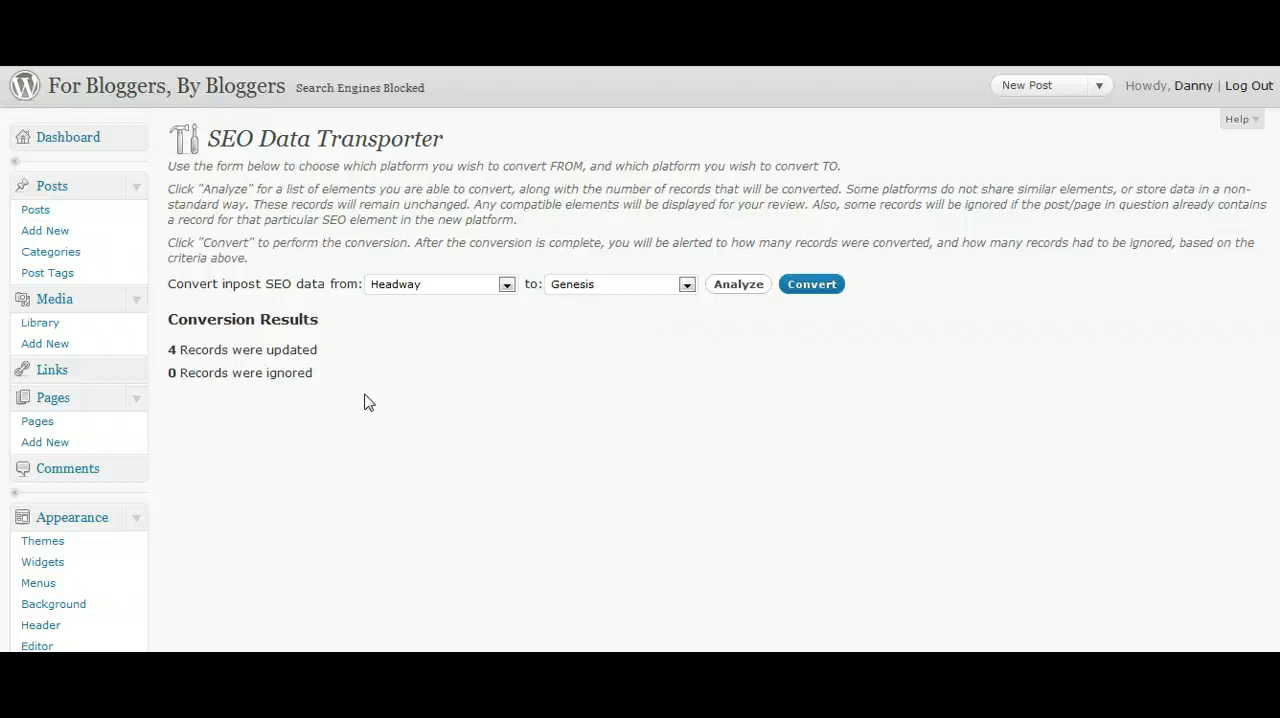 For Bloggers, By Bloggers Search Engines Blocked New Post Howdy, Danny | Log Out
Help
Dashboard
Posts
Posts
Add New
Categories
Post Tags
Media
Library
Add New
Links
Pages
Pages
Add New
Comments
Appearance
Themes
Widgets
Menus
Background
Header
Editor
SEO Data Transporter
Use the form below to choose which platform you wish to convert FROM, and which platform you wish to convert TO.
Click "Analyze" for a list of elements you are able to convert, along with the number of records that will be converted. Some platforms do not share similar elements, or store data in a non-
standard way. These records will remain unchanged. Any compatible elements will be displayed for your review. Also, some records will be ignored if the post/page in question already contains
a record for that particular SEO element in the new platform.
Click "Convert" to perform the conversion. After the conversion is complete, you will be alerted to how many records were converted, and how many records had to be ignored, based on the
criteria above.
Convert inpost SEO data from: Headway to: Genesis Analyze Convert
Conversion Results
4 Records were updated
0 Records were ignored